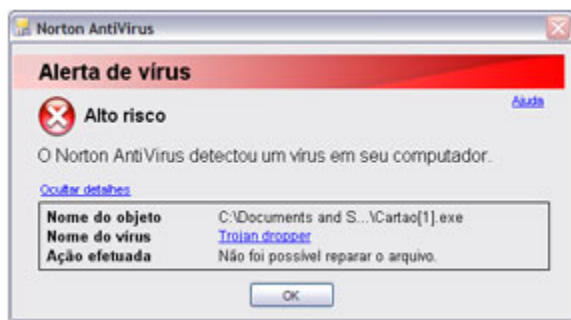 Norton AntiVirus
Alerta de vírus
Ajuda
Alto risco
O Norton AntiVirus detectou um vírus em seu computador.
Ocultar detalhes
Nome do objeto C:\Documents and S...\Cartao[1].exe
Nome do vírus Trojan dropper
Ação efetuada Não foi possível reparar o arquivo.
OK